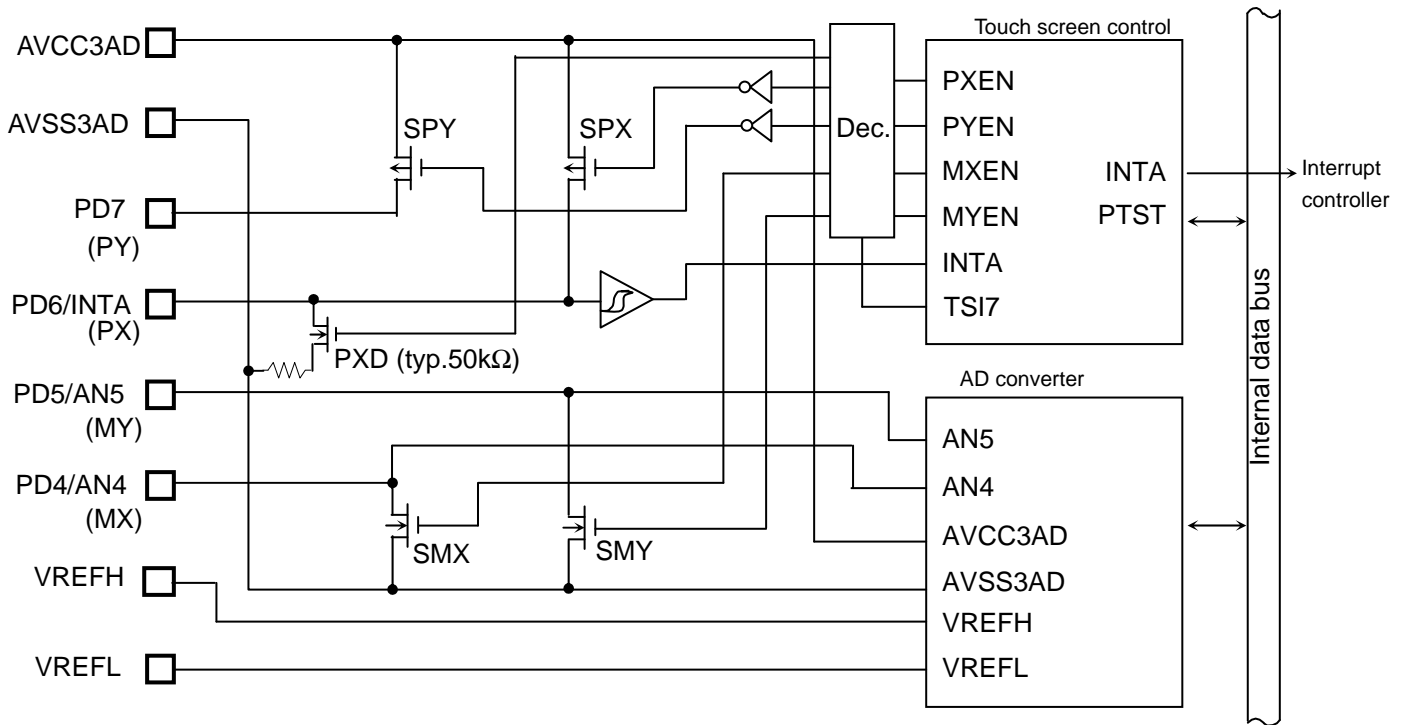 AVCC3AD
AVSS3AD
PD7
(PY)
PD6/INTA
(PX)
PD5/AN5
(MY)
PD4/AN4
(MX)
VREFH
VREFL
SPY
SPX
PXD (typ.50kΩ)
SMX
SMY
Dec.
Touch screen control
PXEN
PYEN
MXEN
MYEN
INTA
TSI7
INTA
PTST
Interrupt
controller
AD converter
AN5
AN4
AVCC3AD
AVSS3AD
VREFH
VREFL
Internal data bus